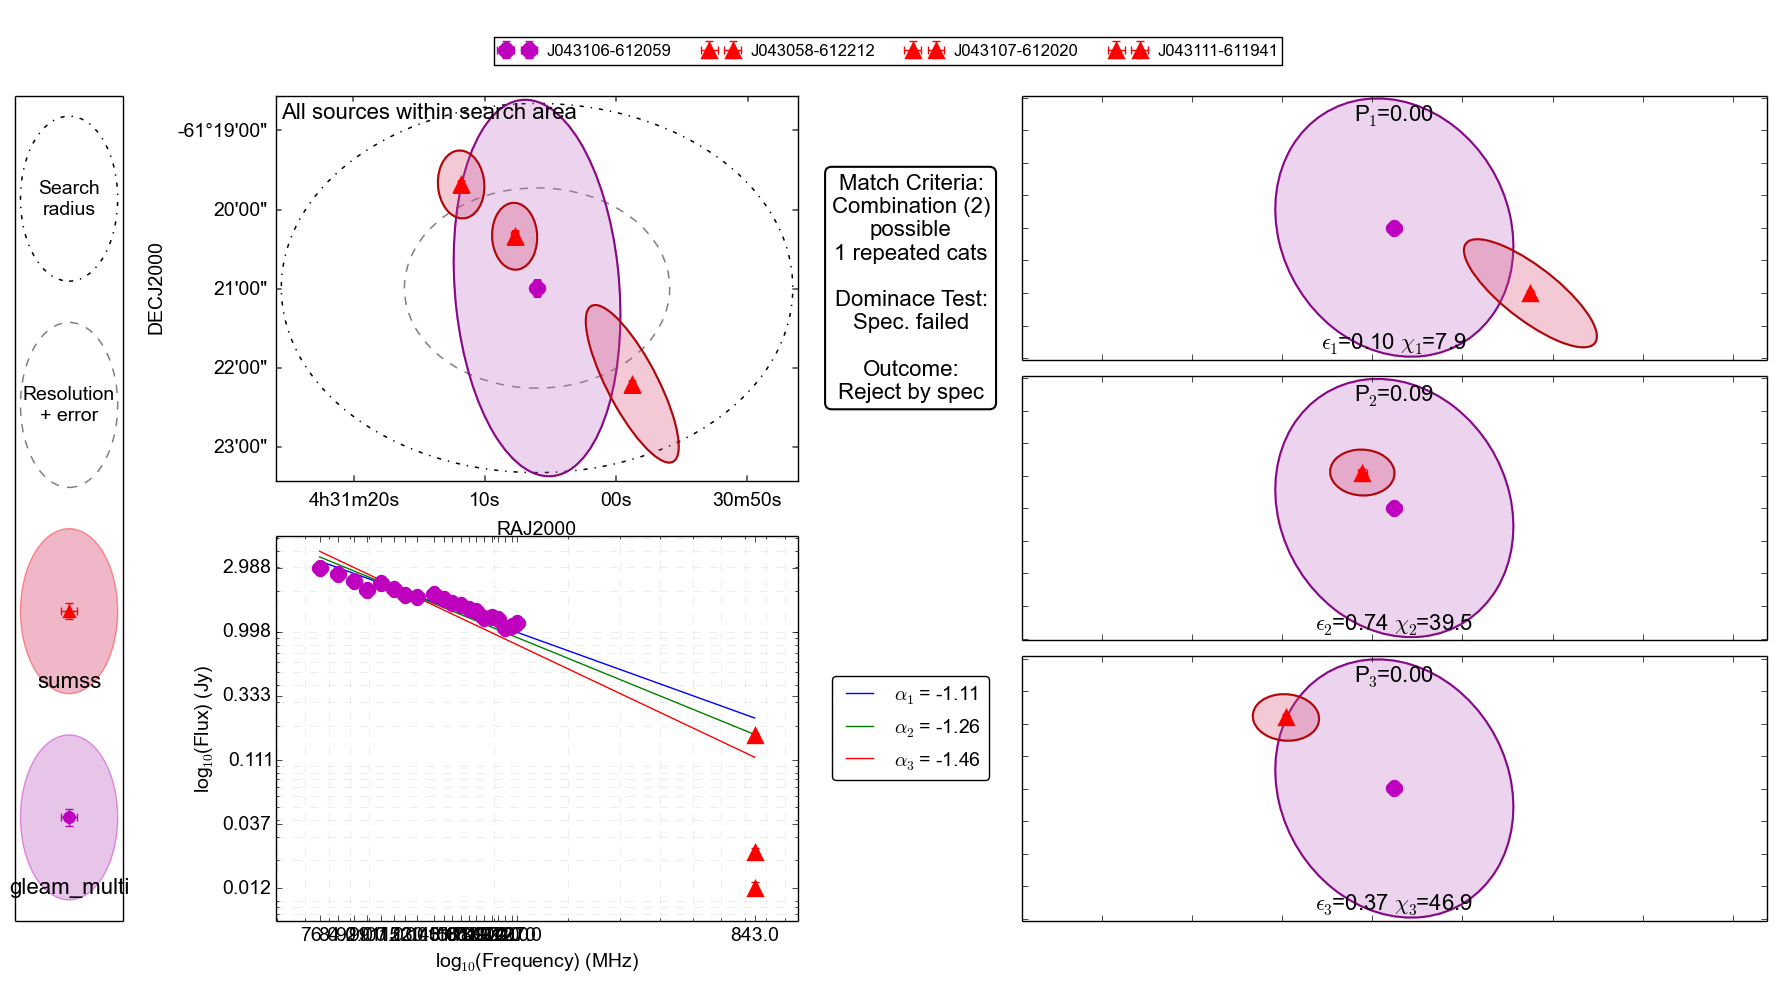 J043106-612059 J043058-612212 J043107-612020 J043111-611941
Search
radius
Resolution
+ error
sumss
gleam_multi
All sources within search area
DECJ2000
-61°19'00"
20'00"
21'00"
22'00"
23'00"
4h31m20s 10s 00s 30m50s
RAJ2000
Match Criteria:
Combination (2)
possible
1 repeated cats
Dominace Test:
Spec. failed
Outcome:
Reject by spec
log₁₀(Flux) (Jy)
2.988
0.998
0.333
0.111
0.037
0.012
843.0
log₁₀(Frequency) (MHz)
α₁ = -1.11
α₂ = -1.26
α₃ = -1.46
P₁=0.00
ϵ₁=0.10 χ₁=7.9
P₂=0.09
ϵ₂=0.74 χ₂=39.5
P₃=0.00
ϵ₃=0.37 χ₃=46.9